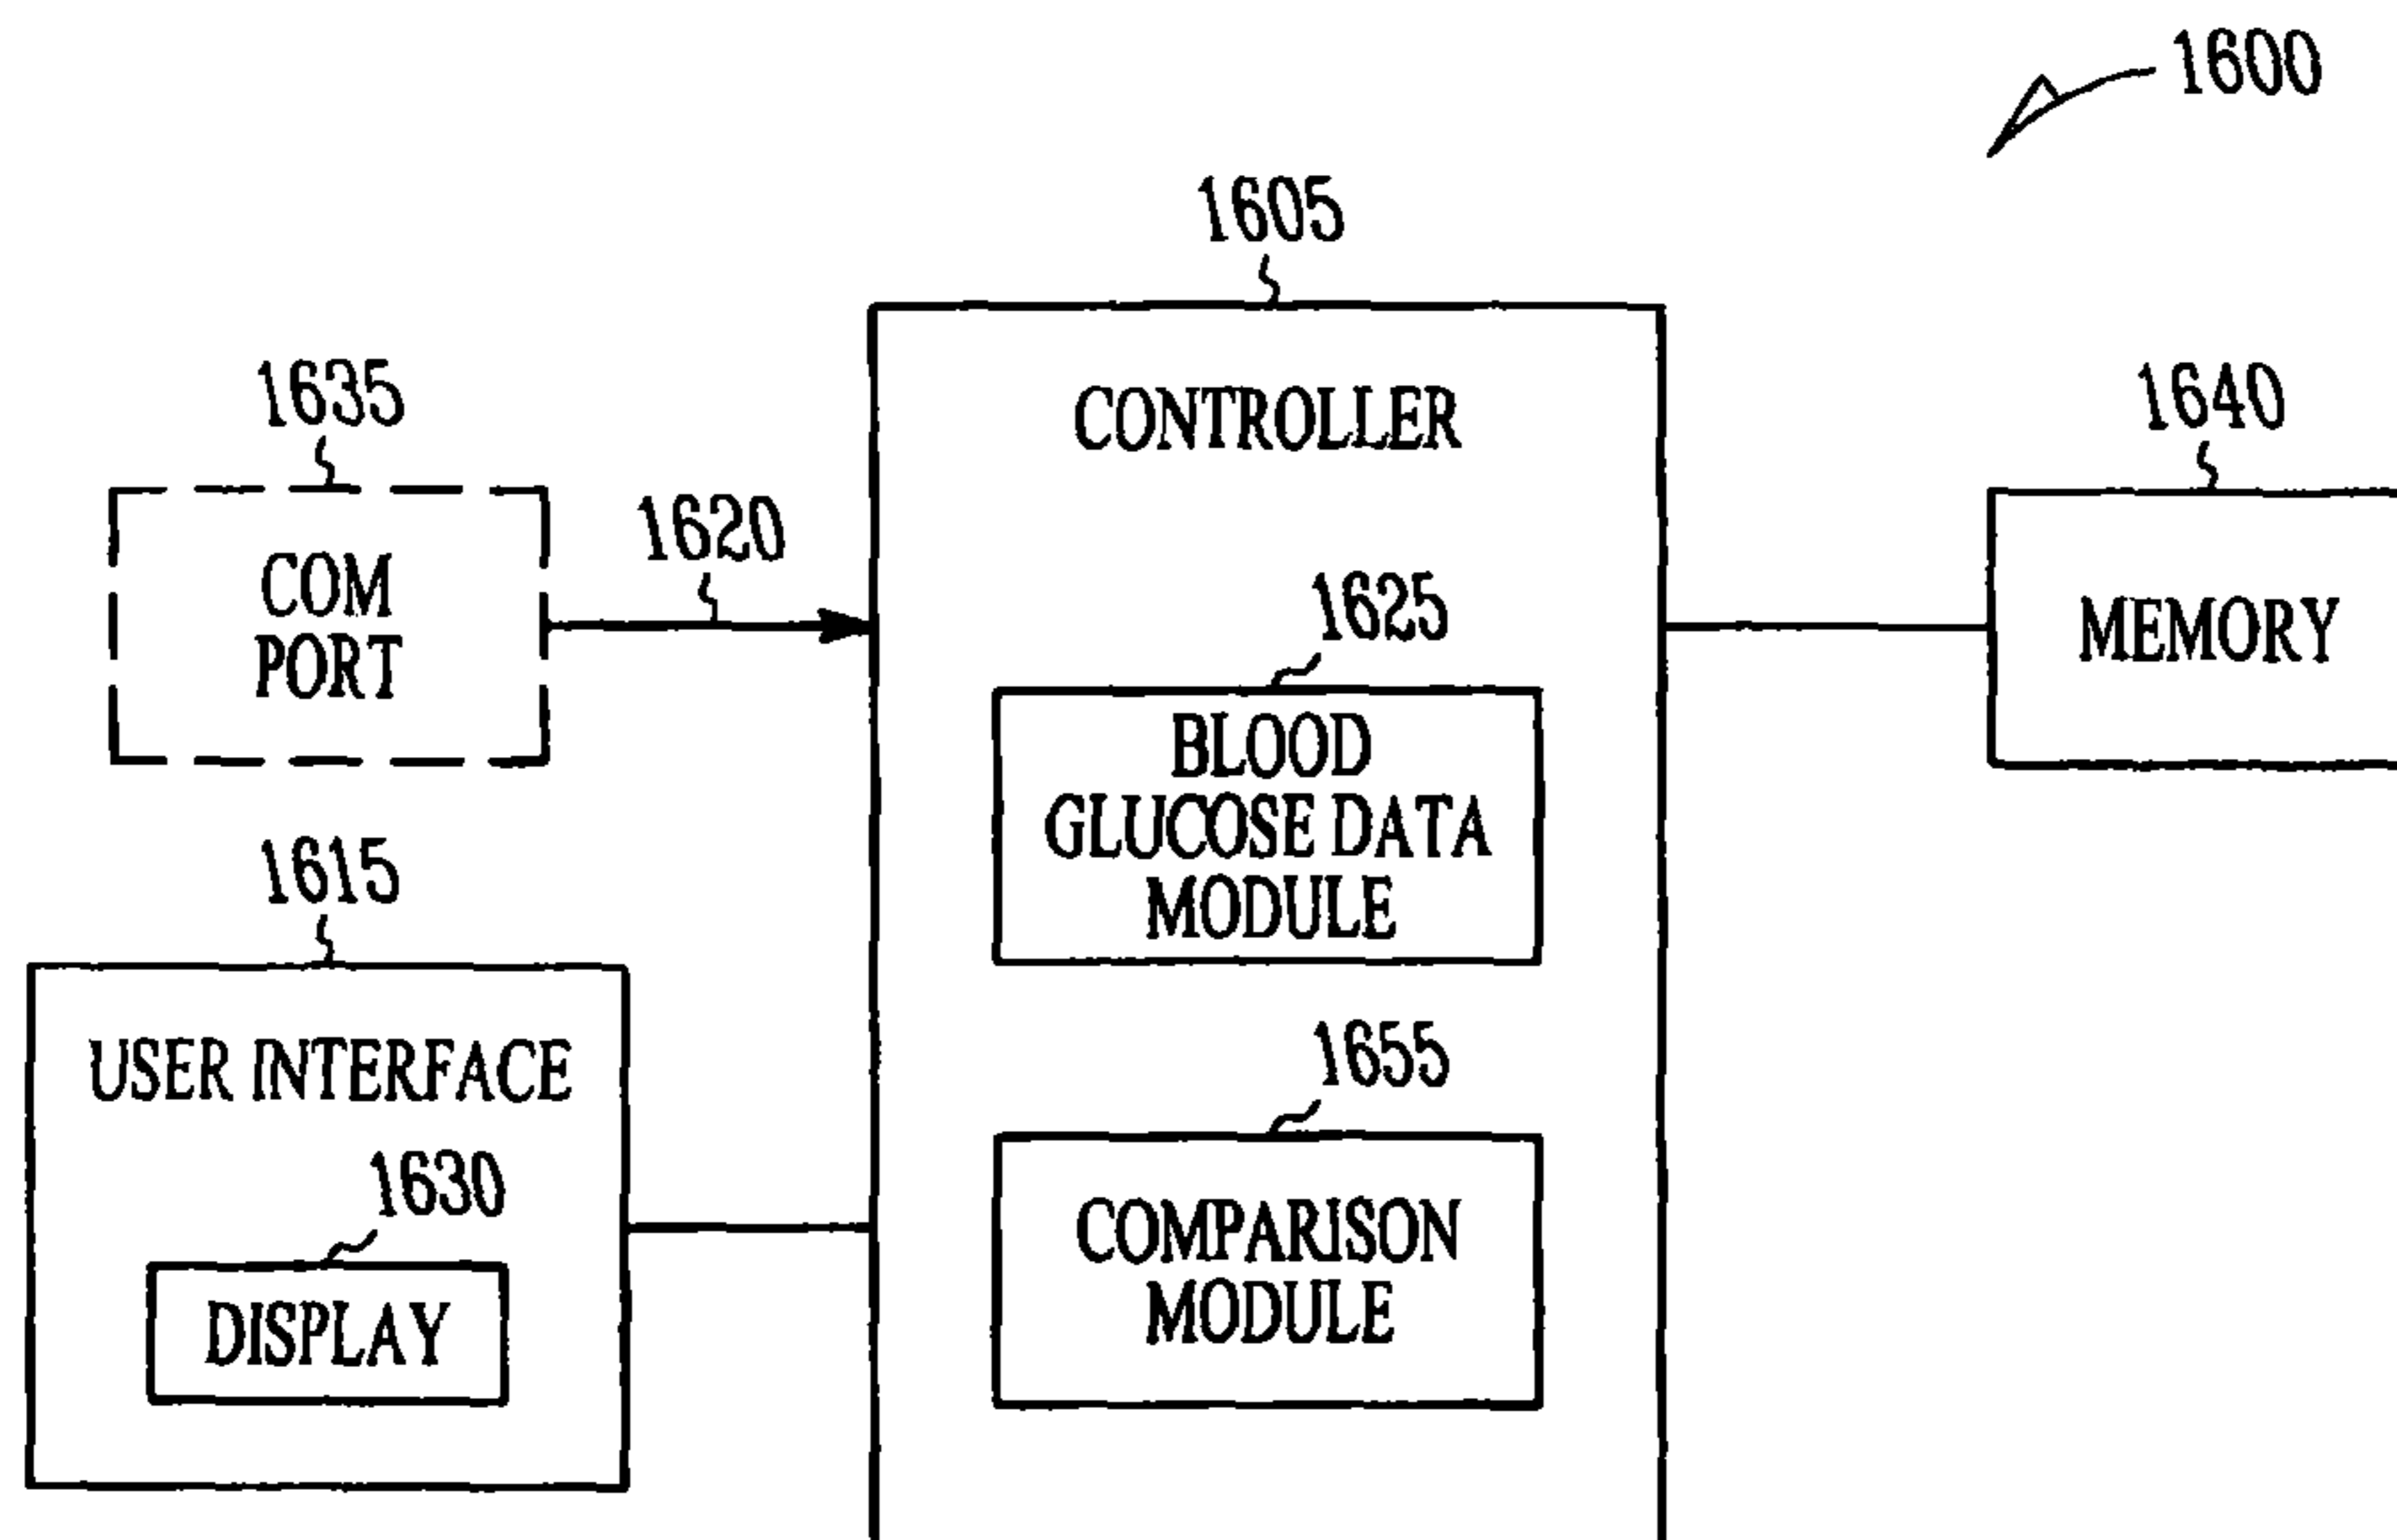 1600
1605
CONTROLLER
1635
COM
PORT
1620
1640
MEMORY
1625
BLOOD
GLUCOSE DATA
MODULE
1615
USER INTERFACE
1630
DISPLAY
1655
COMPARISON
MODULE